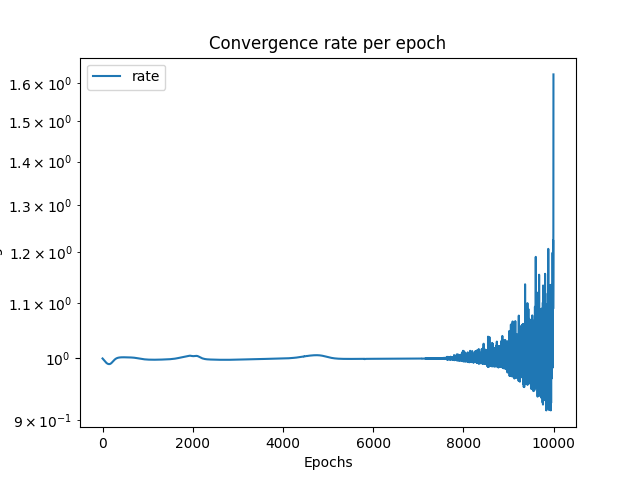 Convergence rate per epoch
rate
1.6 × 10⁰
1.5 × 10⁰
1.4 × 10⁰
1.3 × 10⁰
1.2 × 10⁰
1.1 × 10⁰
10⁰
9 × 10⁻¹
0 2000 4000 6000 8000 10000
Epochs